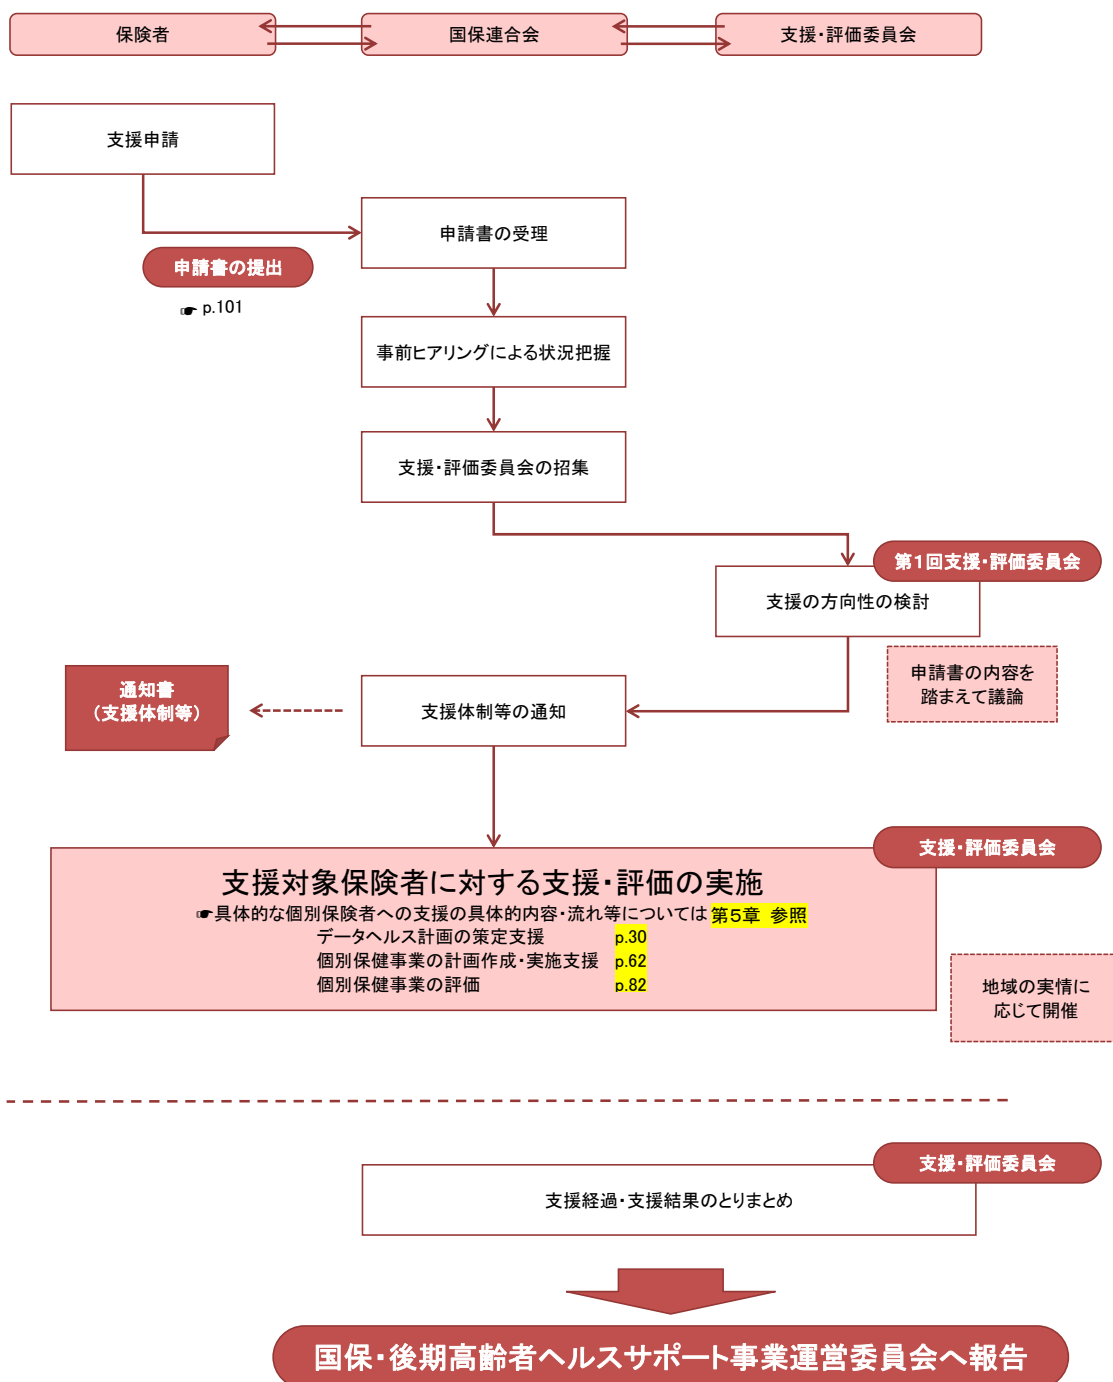 保険者
国保連合会
支援・評価委員会
支援申請
申請書の受理
申請書の提出
☛ p.101
事前ヒアリングによる状況把握
支援・評価委員会の招集
第１回支援・評価委員会
支援の方向性の検討
申請書の内容を
踏まえて議論
通知書
（支援体制等）
支援体制等の通知
支援・評価委員会
支援対象保険者に対する支援・評価の実施
☛具体的な個別保険者への支援の具体的内容・流れ等については 第５章 参照
データヘルス計画の策定支援 p.30
個別保健事業の計画作成・実施支援 p.62
個別保健事業の評価 p.82
地域の実情に
応じて開催
支援・評価委員会
支援経過・支援結果のとりまとめ
国保・後期高齢者ヘルスサポート事業運営委員会へ報告